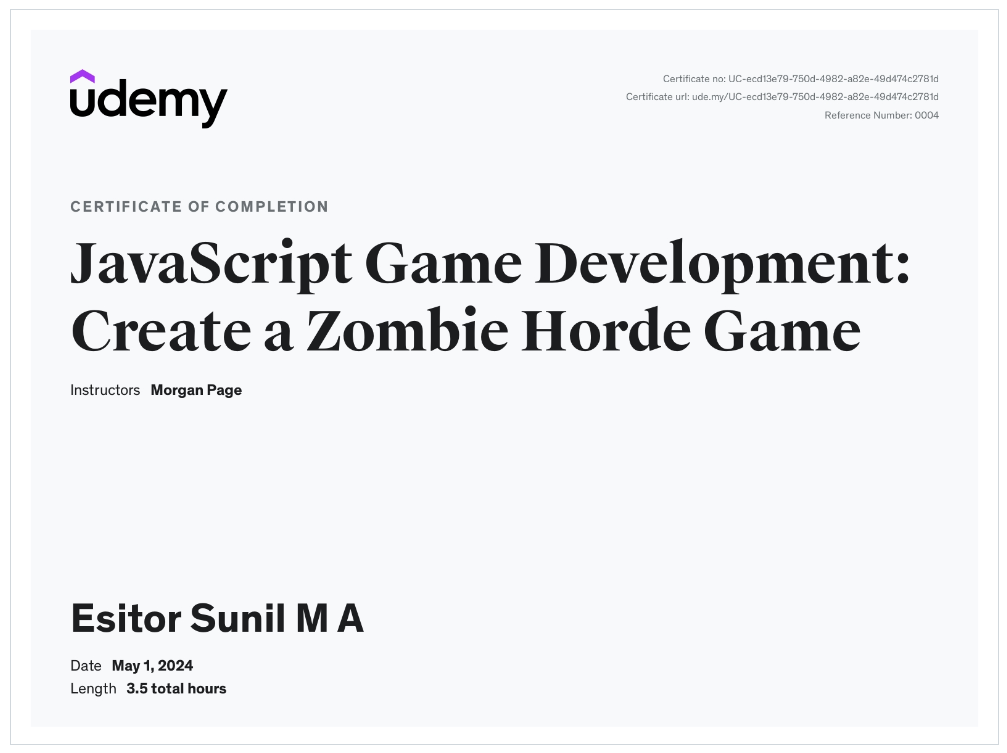 udemy
Certificate no: UC-ecd13e79-750d-4982-a82e-49d474c2781d
Certificate url: ude.my/UC-ecd13e79-750d-4982-a82e-49d474c2781d
Reference Number: 0004
CERTIFICATE OF COMPLETION
JavaScript Game Development:
Create a Zombie Horde Game
Instructors Morgan Page
Esitor Sunil M A
Date May 1, 2024
Length 3.5 total hours